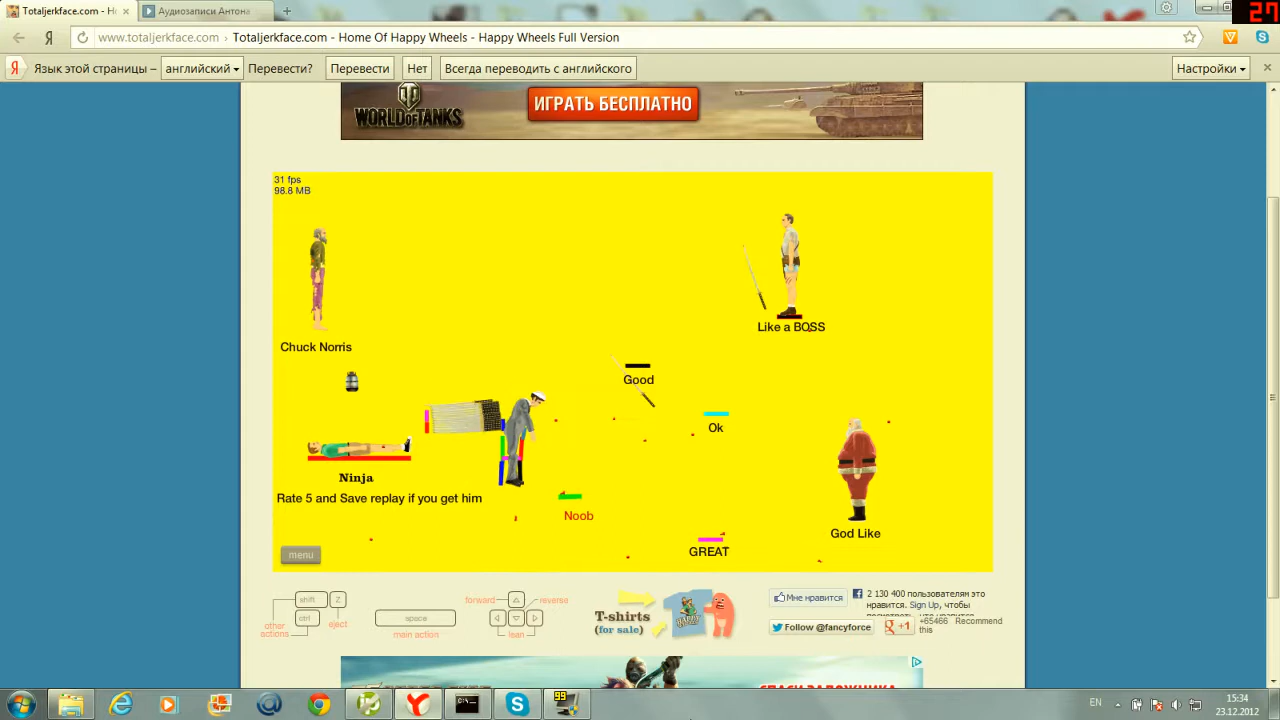 27
Totaljerkface.com - Ho
Аудиозаписи Антона
www.totaljerkface.com › Totaljerkface.com - Home Of Happy Wheels - Happy Wheels Full Version
Язык этой страницы – английский Перевести? Перевести Нет Всегда переводить с английского Настройки
WORLD OF TANKS
ИГРАТЬ БЕСПЛАТНО
31 fps
98.8 MB
Like a BOSS
Chuck Norris
Good
Ok
Ninja
Rate 5 and Save replay if you get him
Noob
God Like
GREAT
menu
shift Z
ctrl
other actions
eject
space
main action
forward
reverse
lean
T-shirts
(for sale)
Мне нравится
2 130 400 пользователям это
нравится. Sign Up, чтобы
Follow @fancyforce
+1
+65466 Recommend
this
99
EN
15:34
23.12.2012